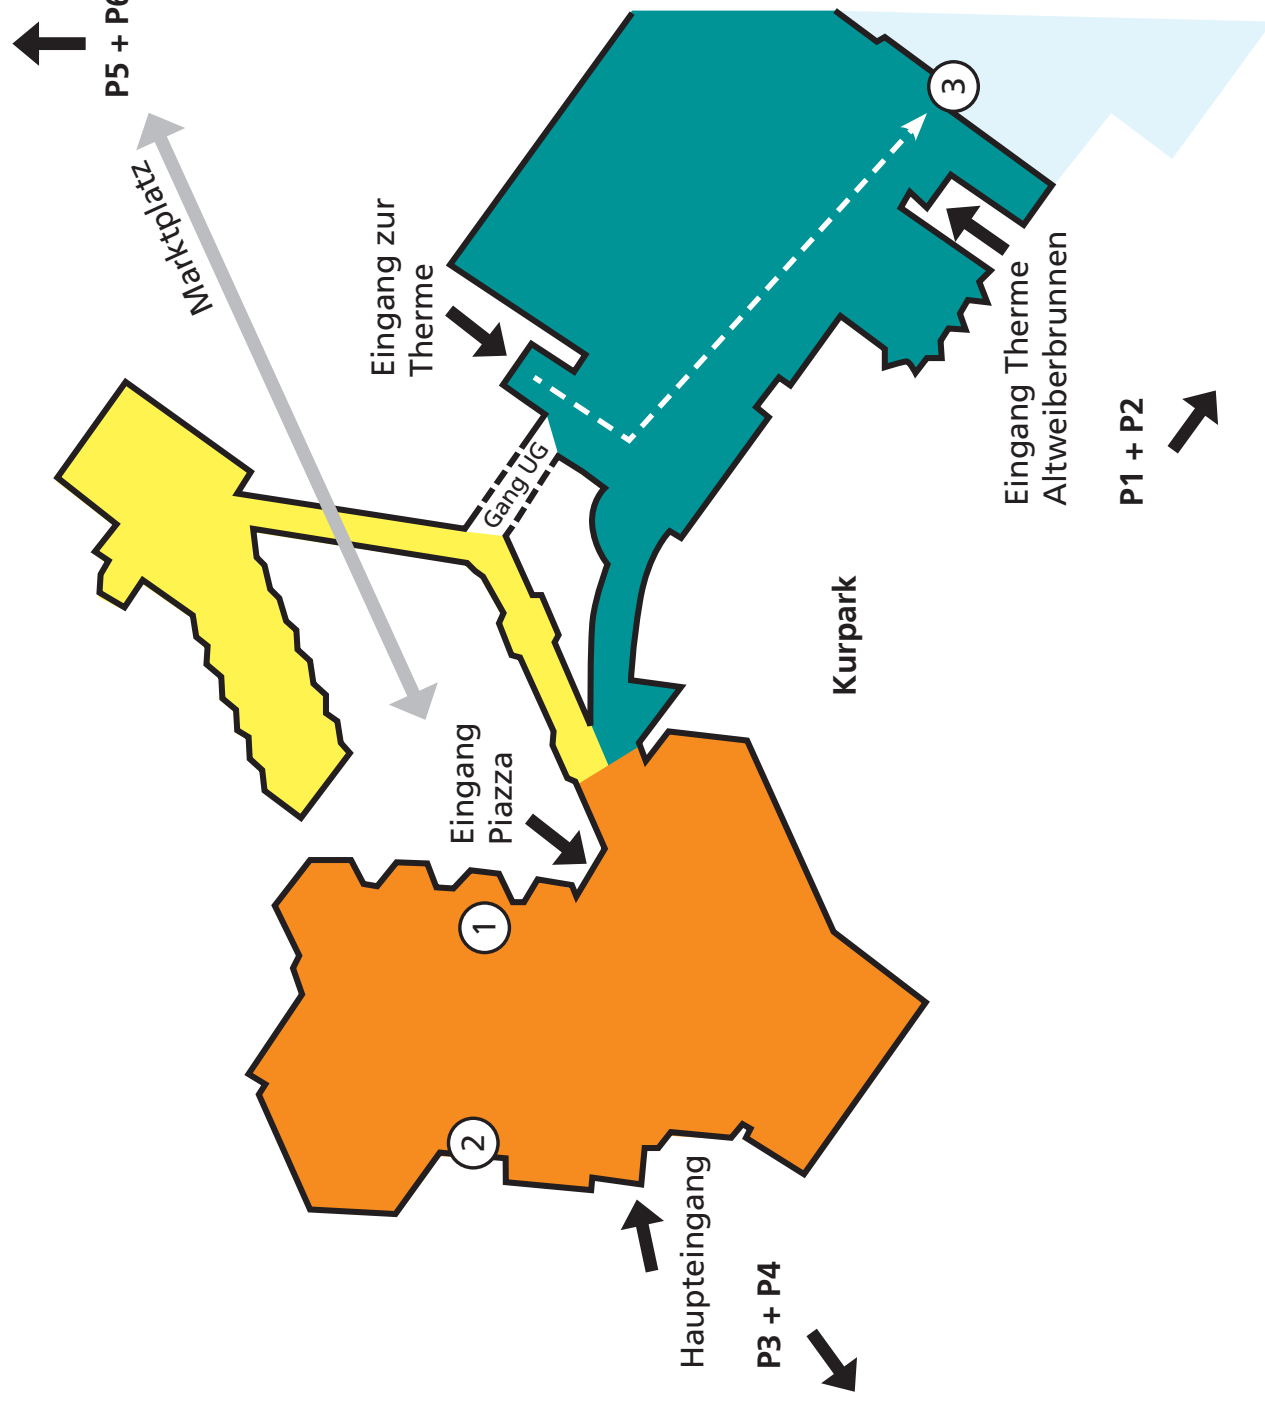 P5 + P6
Marktplatz
Eingang zur
Therme
Gang UG
3
Eingang Therme
Altweiberbrunnen
P1 + P2
Kurpark
Eingang
Piazza
1
2
Haupteingang
P3 + P4